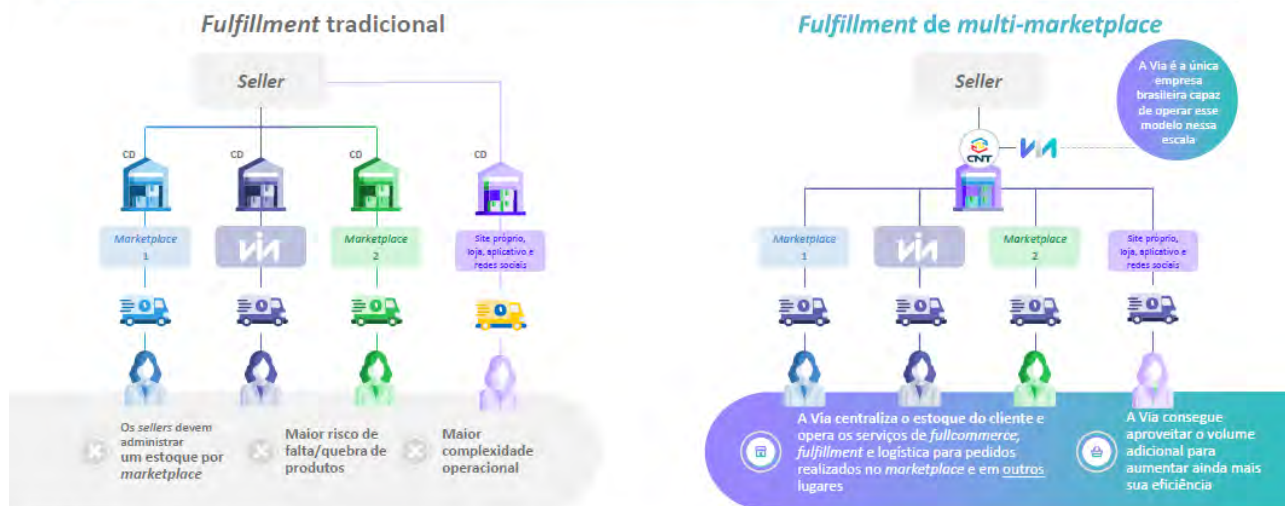 Fulfillment tradicional
Seller
CD
CD
CD
CD
Marketplace
1
via
Marketplace
2
Site próprio,
loja, aplicativo e
redes sociais
Os sellers devem
administrar
um estoque por
marketplace
Maior risco de
falta/quebra de
produtos
Maior
complexidade
operacional
Fulfillment de multi-marketplace
Seller
A Via é a única
empresa
brasileira capaz
de operar esse
modelo nessa
escala
CNT
via
Marketplace
1
via
Marketplace
2
Site próprio,
loja, aplicativo e
redes sociais
A Via centraliza o estoque do cliente e
opera os serviços de fullcommerce,
fulfillment e logística para pedidos
realizados no marketplace e em outros
lugares
A Via consegue
aproveitar o volume
adicional para
aumentar ainda mais
sua eficiência